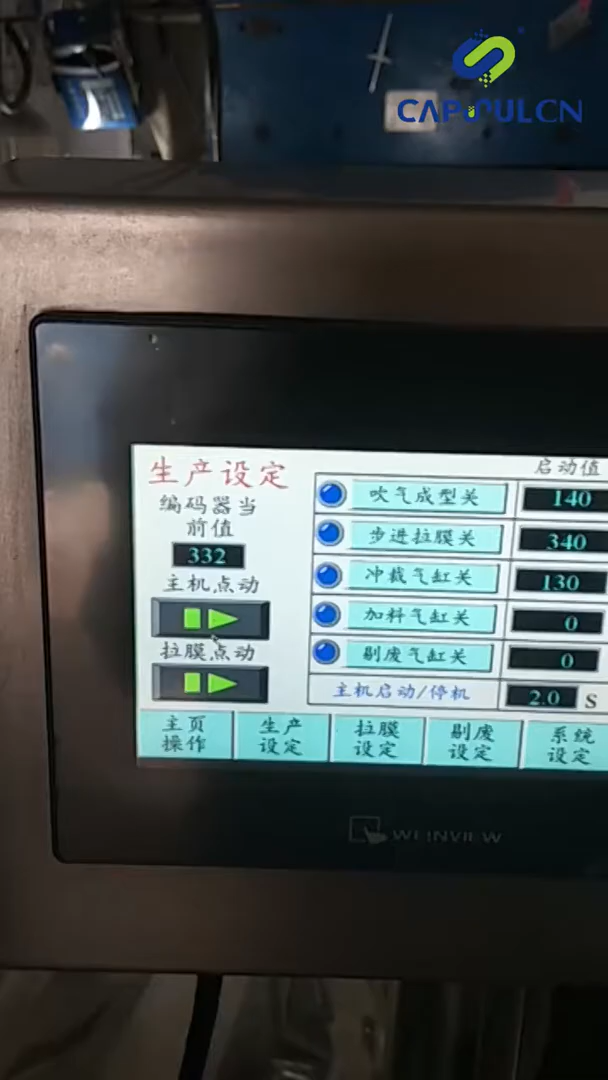 CAPSULCN
生产设定
启动值
编码器当
前值
332
主机点动
拉膜点动
吹气成型关
140
步进拉膜关
340
冲裁气缸关
130
加料气缸关
0
剔废气缸关
0
主机启动/停机
2.0 S
主页
操作
生产
设定
拉膜
设定
剔废
设定
系统
设定
WEINVIEW